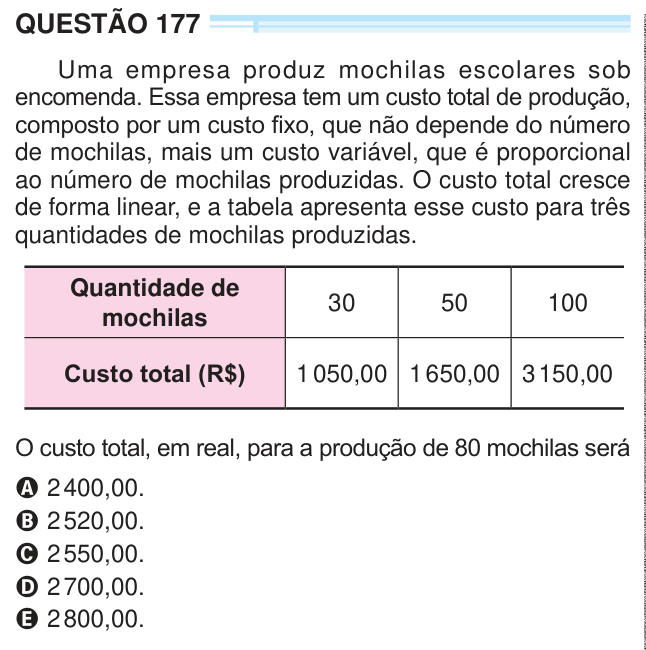 QUESTÃO 177
Uma empresa produz mochilas escolares sob
encomenda. Essa empresa tem um custo total de produção,
composto por um custo fixo, que não depende do número
de mochilas, mais um custo variável, que é proporcional
ao número de mochilas produzidas. O custo total cresce
de forma linear, e a tabela apresenta esse custo para três
quantidades de mochilas produzidas.
Quantidade de
mochilas 30 50 100
Custo total (R$) 1 050,00 1 650,00 3 150,00
O custo total, em real, para a produção de 80 mochilas será
A 2 400,00.
B 2 520,00.
C 2 550,00.
D 2 700,00.
E 2 800,00.